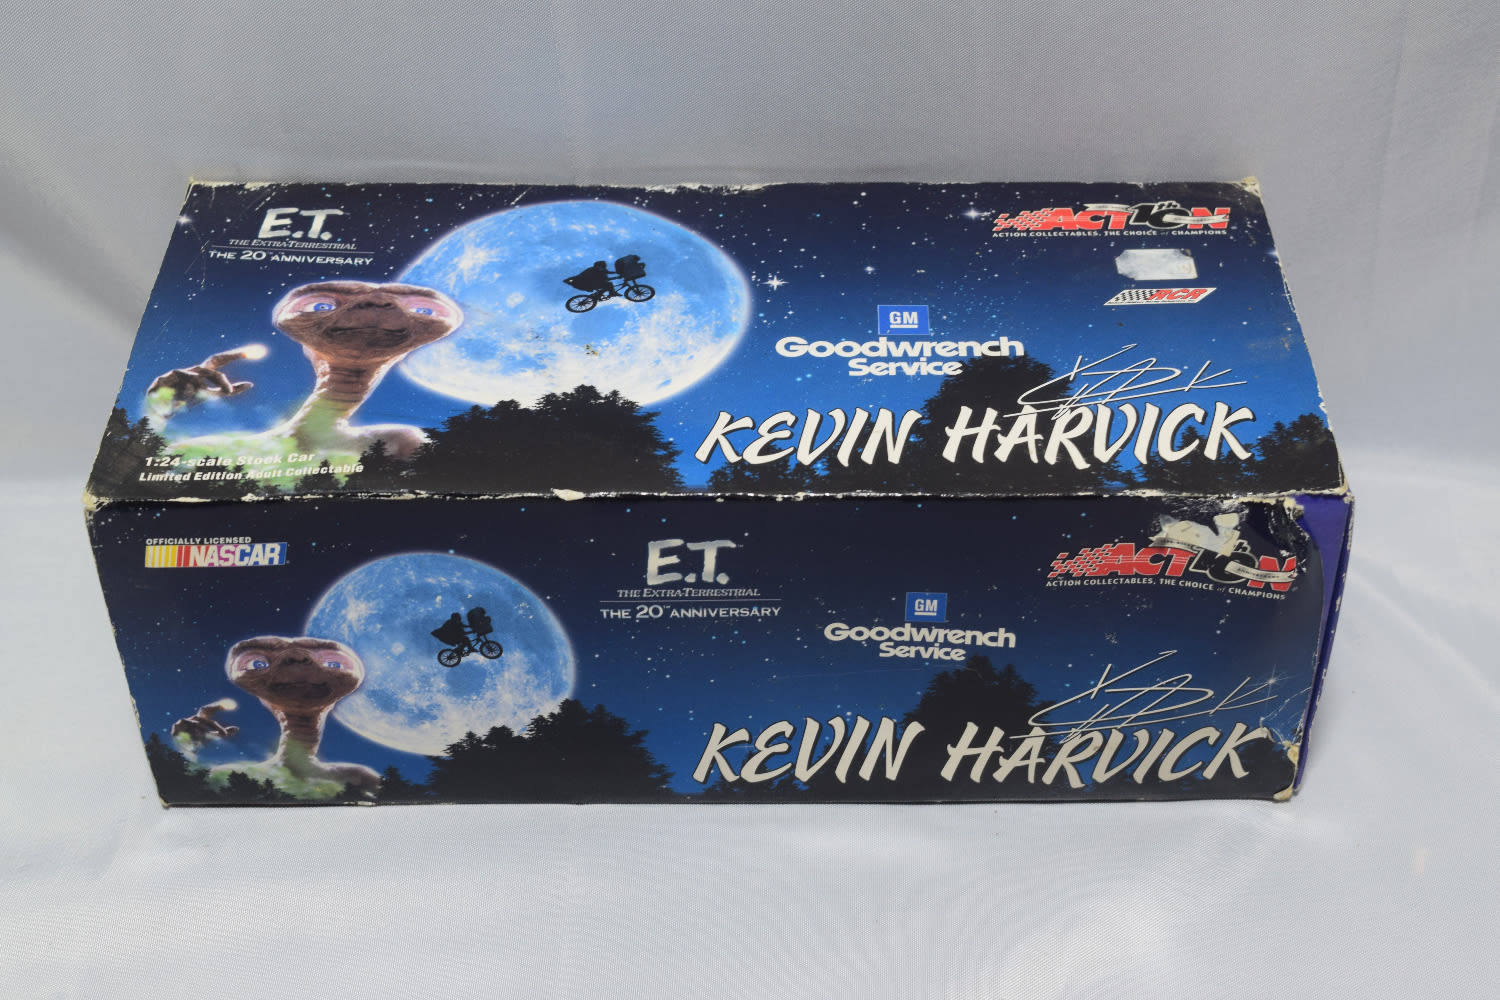 E.T.
THE EXTRA-TERRESTRIAL
THE 20TH ANNIVERSARY
ACTION 10th
ACTION COLLECTABLES, THE CHOICE of CHAMPIONS
RCR
GM
Goodwrench
Service
KEVIN HARVICK
1:24-scale Stock Car
Limited Edition Adult Collectable
OFFICIALLY LICENSED
NASCAR
E.T.
THE EXTRA-TERRESTRIAL
THE 20TH ANNIVERSARY
ACTION
ANNIVERSARY
ACTION COLLECTABLES, THE CHOICE of CHAMPIONS
GM
Goodwrench
Service
KEVIN HARVICK